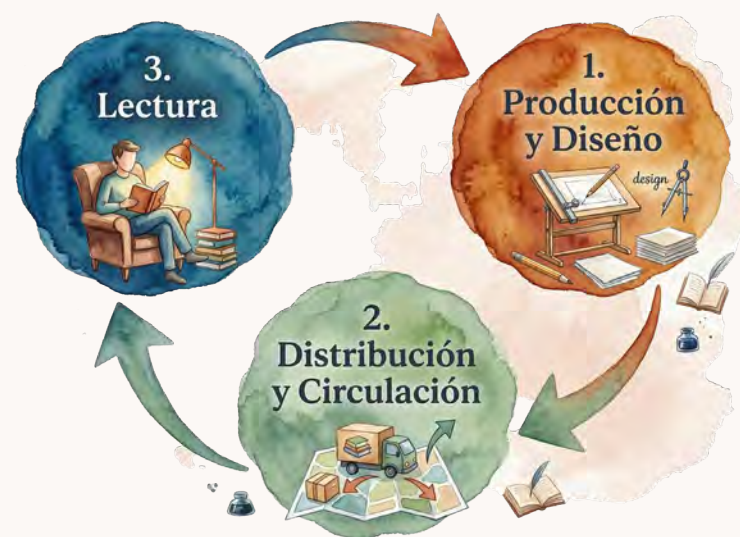 3.
Lectura
1.
Producción
y Diseño
design
2.
Distribución
y Circulación